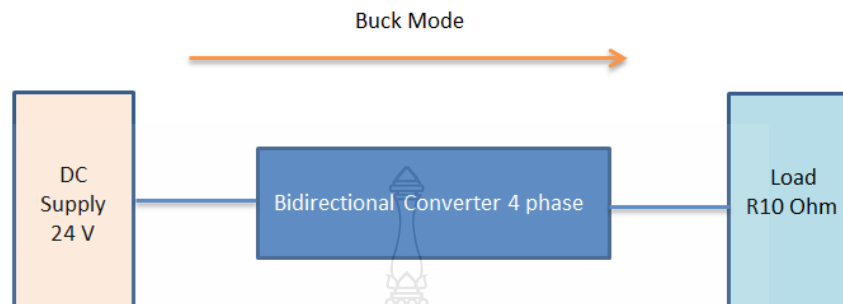 Buck Mode
DC
Supply
24 V
Bidirectional Converter 4 phase
Load
R10 Ohm